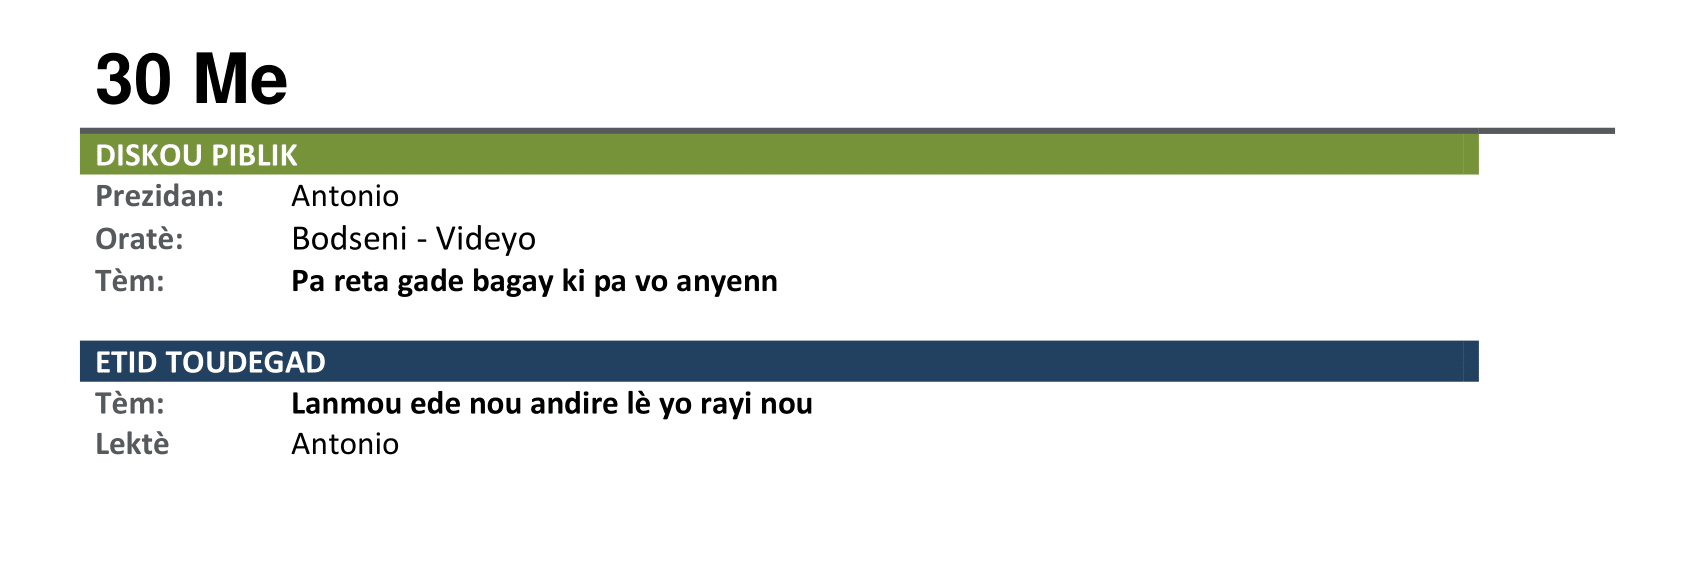 30 Me
DISKOU PIBLIK
Prezidan: Antonio
Oratè: Bodseni - Videyo
Tèm: Pa reta gade bagay ki pa vo anyenn
ETID TOUDEGAD
Tèm: Lanmou ede nou andire lè yo rayi nou
Lektè Antonio